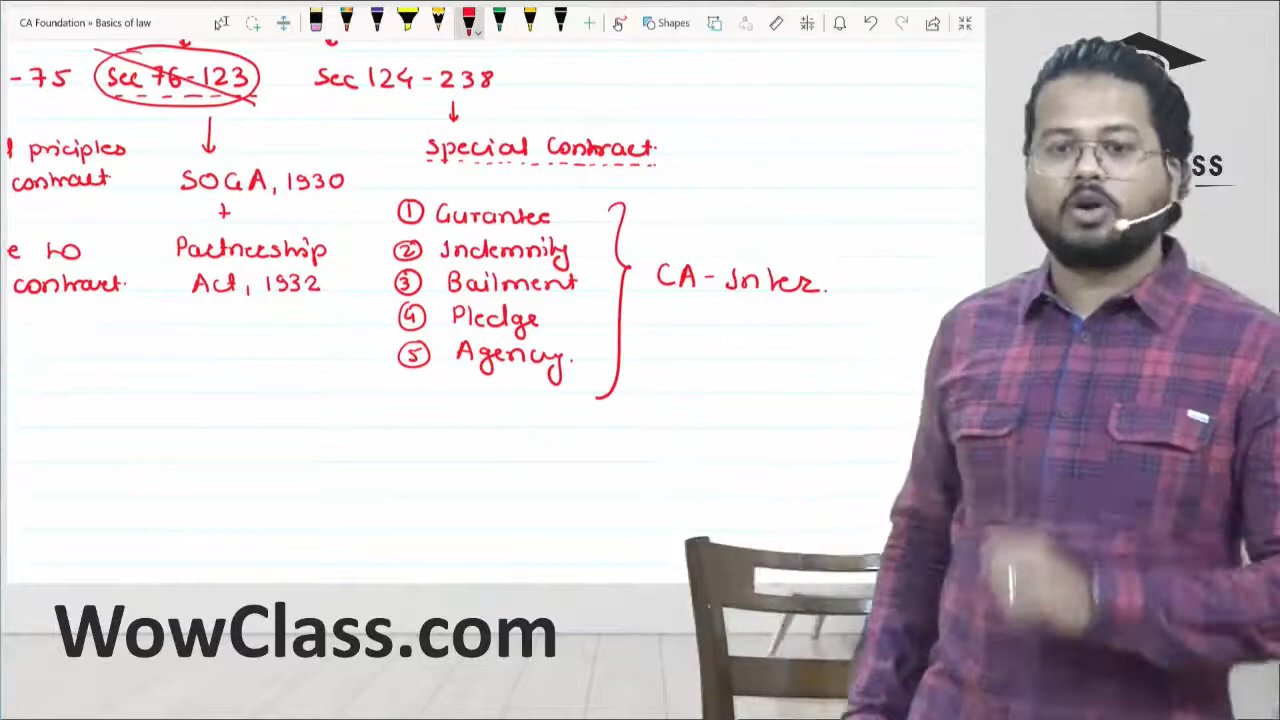 CA Foundation » Basics of law
Shapes
-75 Sec 76-123 Sec 124-238
Special Contract.
priciples
contract
SOGA, 1930
+
Partnership
Act, 1932
to
contract.
① Gurantee
② Indemnity
③ Bailment
④ Pledge
⑤ Agency.
CA-Inter.
ss
WowClass.com